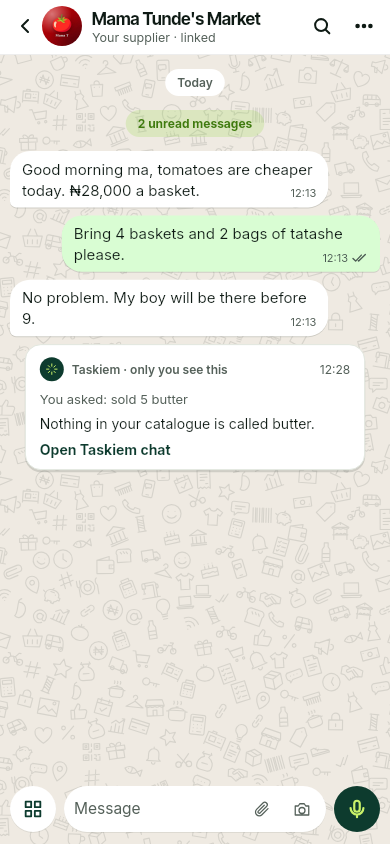 Mama Tunde's Market
Your supplier · linked
Today
2 unread messages
Good morning ma, tomatoes are cheaper
today. ₦28,000 a basket.
12:13
Bring 4 baskets and 2 bags of tatashe
please.
12:13
No problem. My boy will be there before
9.
12:13
Taskiem · only you see this
12:28
You asked: sold 5 butter
Nothing in your catalogue is called butter.
Open Taskiem chat
Message